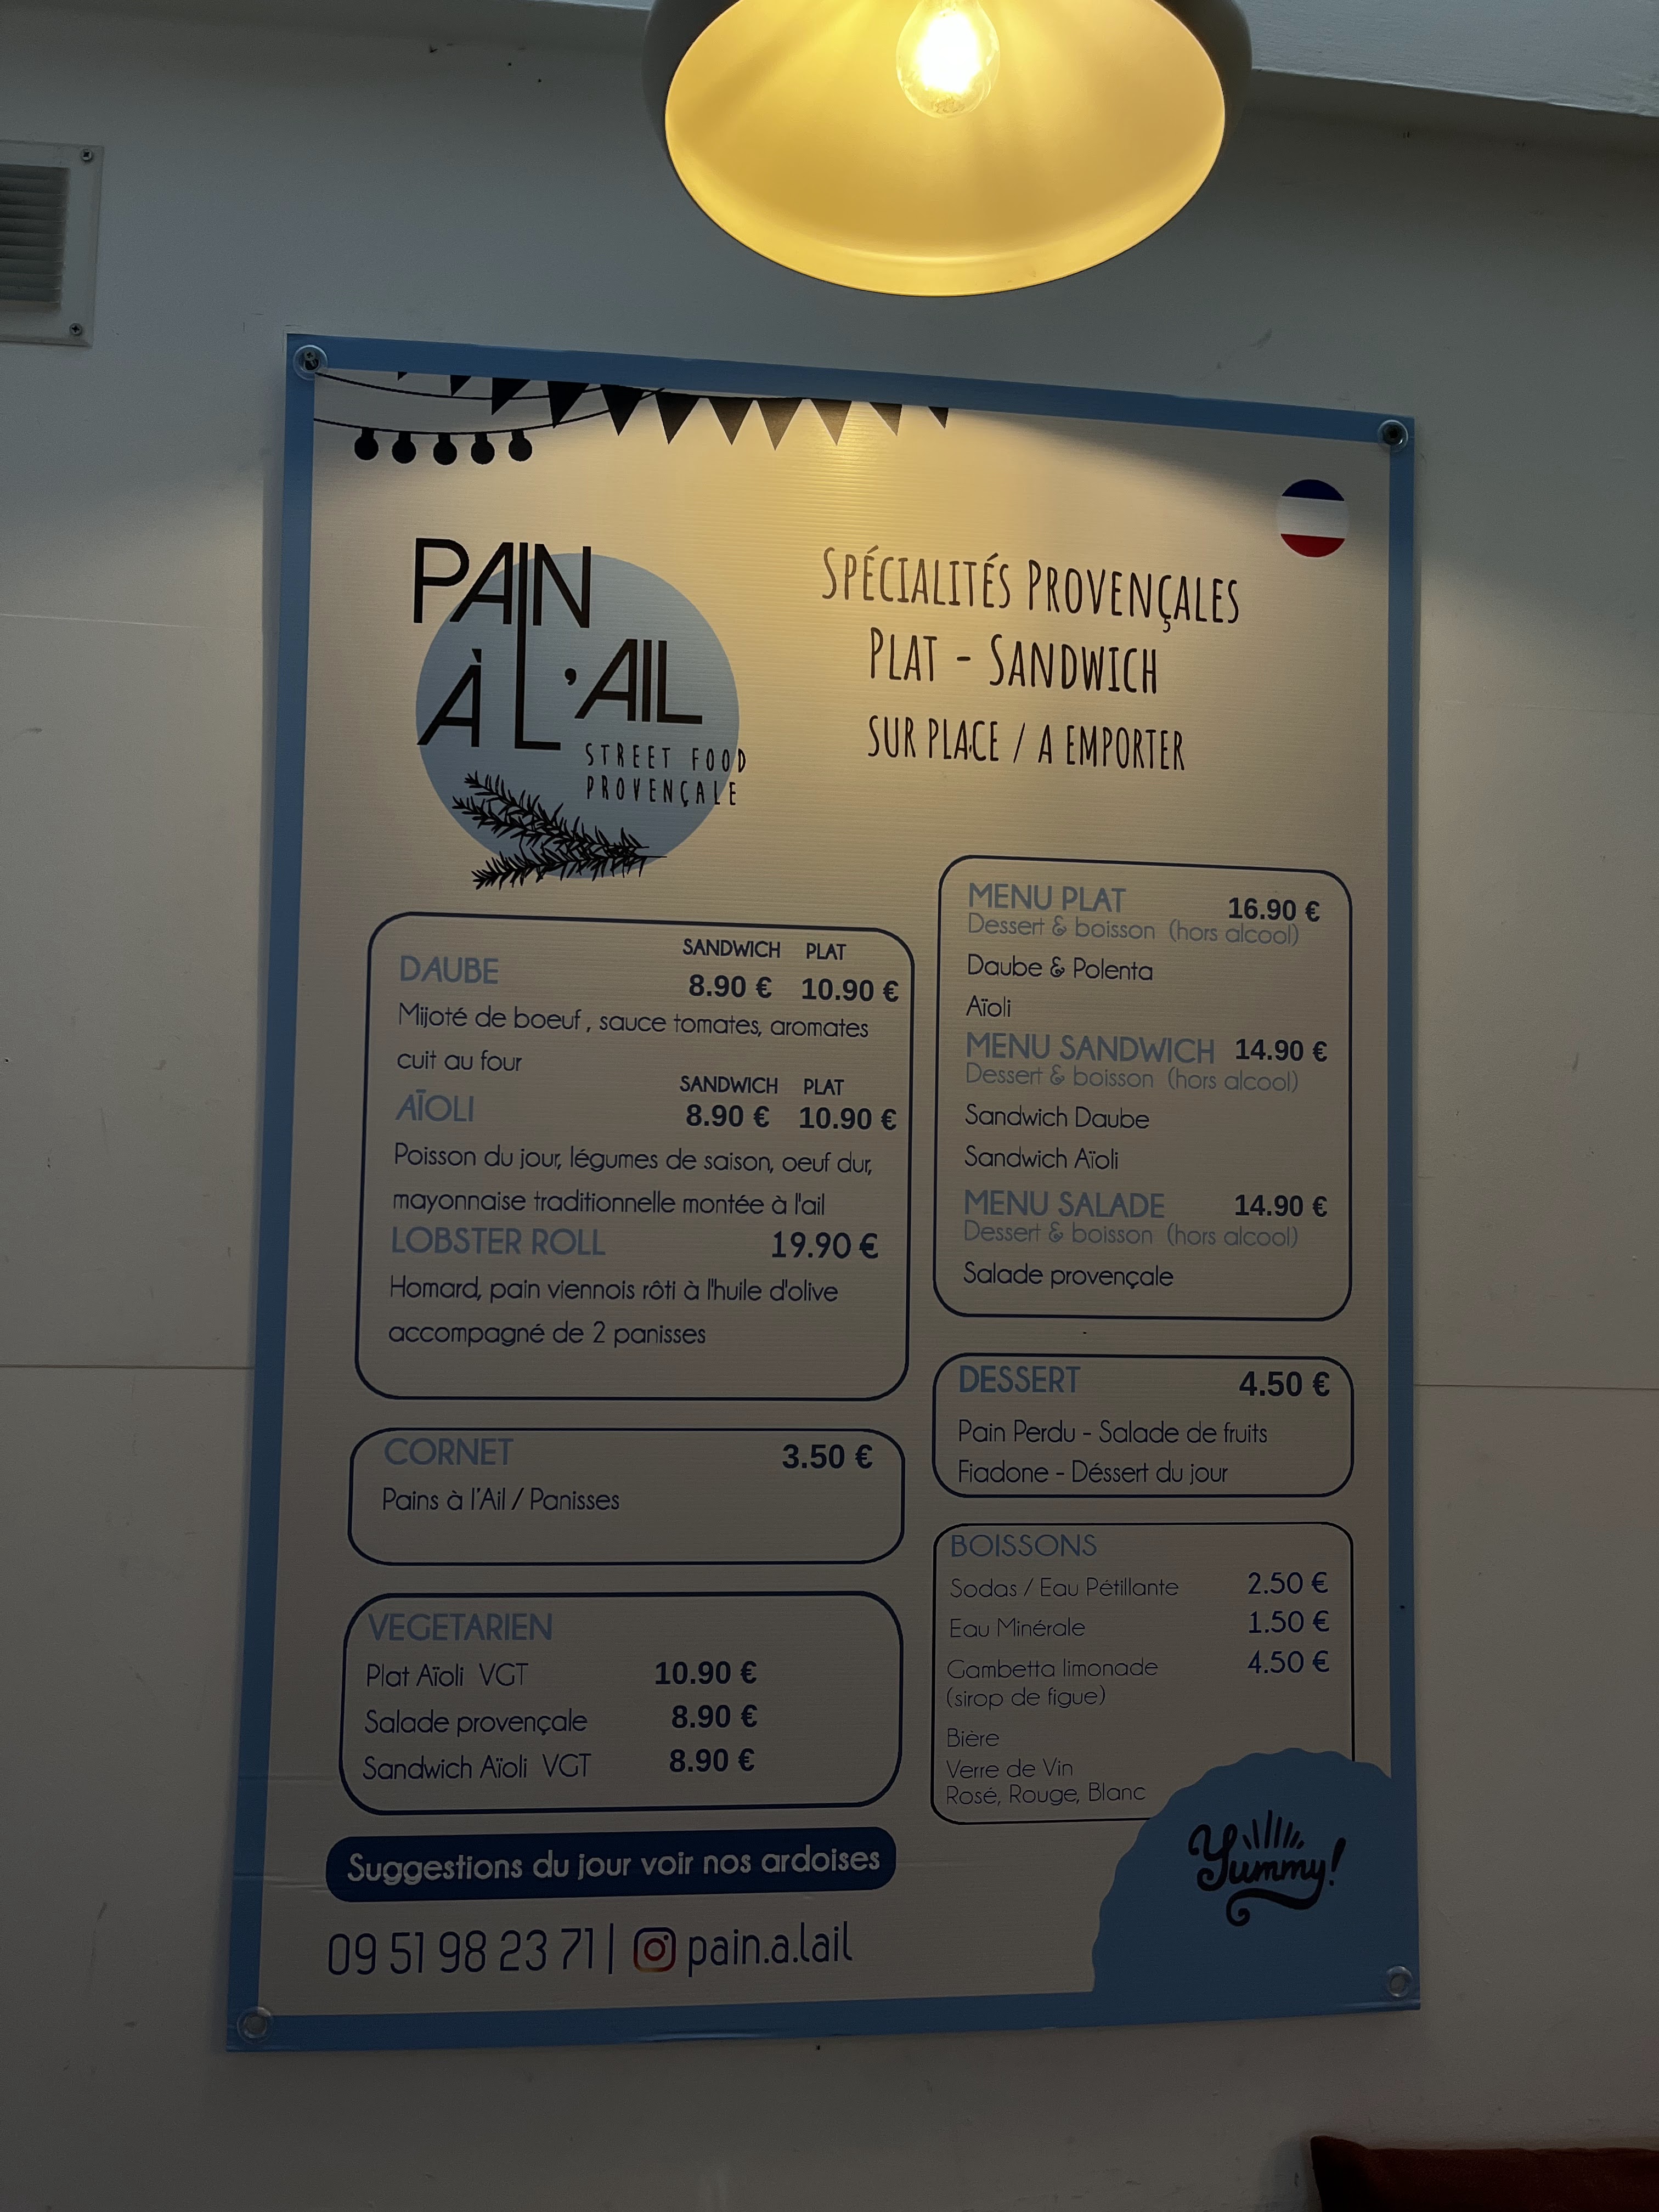 PAIN
À L'AIL
STREET FOOD
PROVENÇALE
SPÉCIALITÉS PROVENÇALES
PLAT - SANDWICH
SUR PLACE / A EMPORTER
SANDWICH PLAT
DAUBE 8.90 € 10.90 €
Mijoté de boeuf , sauce tomates, aromates
cuit au four
SANDWICH PLAT
AÏOLI 8.90 € 10.90 €
Poisson du jour, légumes de saison, oeuf dur,
mayonnaise traditionnelle montée à l'ail
LOBSTER ROLL 19.90 €
Homard, pain viennois rôti à l'huile d'olive
accompagné de 2 panisses
CORNET 3.50 €
Pains à l'Ail / Panisses
VEGETARIEN
Plat Aïoli VGT 10.90 €
Salade provençale 8.90 €
Sandwich Aïoli VGT 8.90 €
MENU PLAT 16.90 €
Dessert & boisson (hors alcool)
Daube & Polenta
Aïoli
MENU SANDWICH 14.90 €
Dessert & boisson (hors alcool)
Sandwich Daube
Sandwich Aïoli
MENU SALADE 14.90 €
Dessert & boisson (hors alcool)
Salade provençale
DESSERT 4.50 €
Pain Perdu - Salade de fruits
Fiadone - Déssert du jour
BOISSONS
Sodas / Eau Pétillante 2.50 €
Eau Minérale 1.50 €
Gambetta limonade 4.50 €
(sirop de figue)
Bière
Verre de Vin
Rosé, Rouge, Blanc
Yummy!
Suggestions du jour voir nos ardoises
09 51 98 23 71 | pain.a.lail